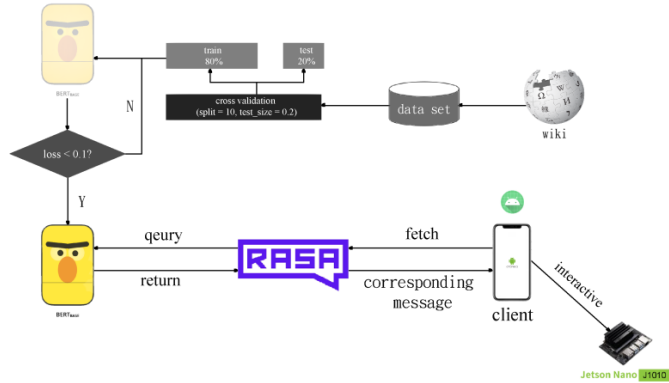 train
80%
test
20%
BERTBASE
N
cross validation
(split = 10, test_size = 0.2)
data set
wiki
loss < 0.1?
Y
qeury
RASA
fetch
return
corresponding
message
client
interactive
BERTBASE
Jetson Nano J1010